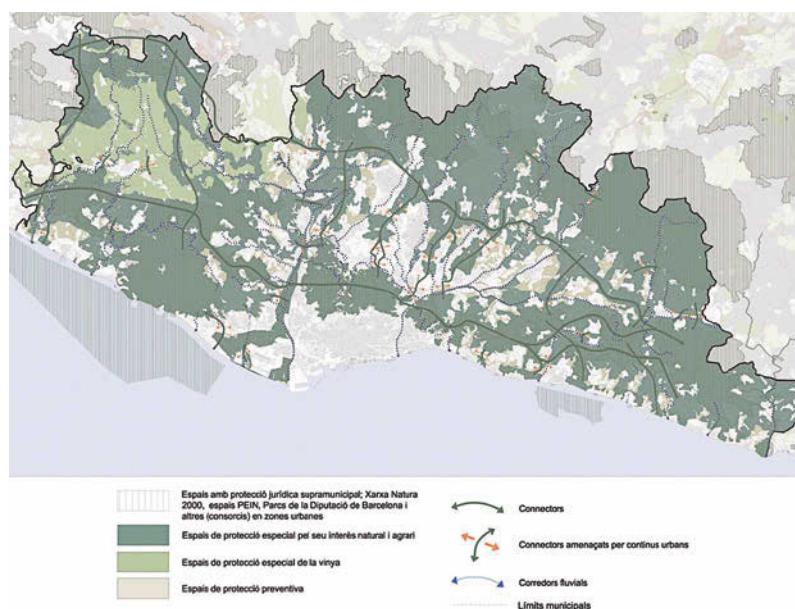 Espais amb protecció jurídica supramunicipal; Xarxa Natura
2000, espais PEIN, Parcs de la Diputació de Barcelona i
altres (consorcis) en zones urbanes
Espais de protecció especial pel seu interès natural i agrari
Espais de protecció especial de la vinya
Espais de protecció preventiva
Connectors
Connectors amenaçats per continus urbans
Corredors fluvials
Límits municipals